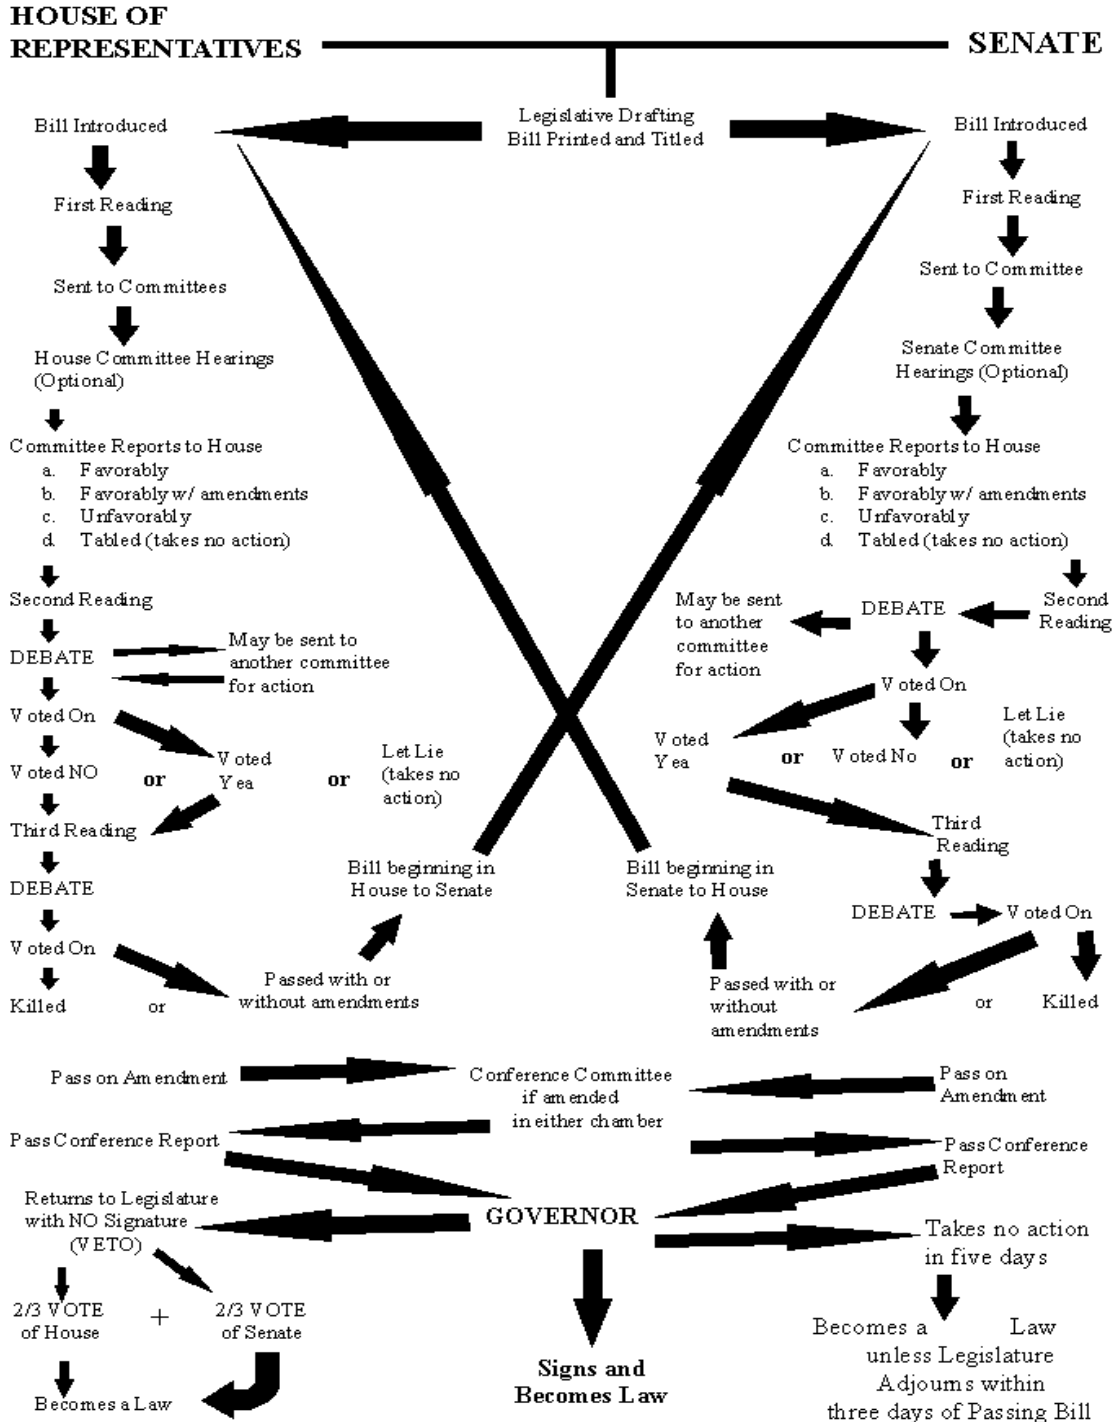 HOUSE OF
REPRESENTATIVES
SENATE
Legislative Drafting
Bill Printed and Titled
Bill Introduced
First Reading
Sent to Committees
House Committee Hearings
(Optional)
Committee Reports to House
a. Favorably
b. Favorably w/ amendments
c. Unfavorably
d. Tabled (takes no action)
Second Reading
DEBATE
May be sent to
another committee
for action
Voted On
Voted NO
or
Voted
Yea
or
Let Lie
(takes no
action)
Third Reading
DEBATE
Voted On
Killed
or
Passed with or
without amendments
Bill beginning in
House to Senate
Bill Introduced
First Reading
Sent to Committee
Senate Committee
Hearings (Optional)
Committee Reports to House
a. Favorably
b. Favorably w/ amendments
c. Unfavorably
d. Tabled (takes no action)
Second
Reading
DEBATE
May be sent
to another
committee
for action
Voted On
Voted
Yea
or
Voted No
or
Let Lie
(takes no
action)
Third
Reading
DEBATE
Voted On
Killed
or
Passed with or
without
amendments
Bill beginning in
Senate to House
Pass on Amendment
Conference Committee
if amended
in either chamber
Pass on
Amendment
Pass Conference Report
Pass Conference
Report
GOVERNOR
Returns to Legislature
with NO Signature
(VETO)
2/3 VOTE
of House
+
2/3 VOTE
of Senate
Becomes a Law
Signs and
Becomes Law
Takes no action
in five days
Becomes a Law
unless Legislature
Adjourns within
three days of Passing Bill